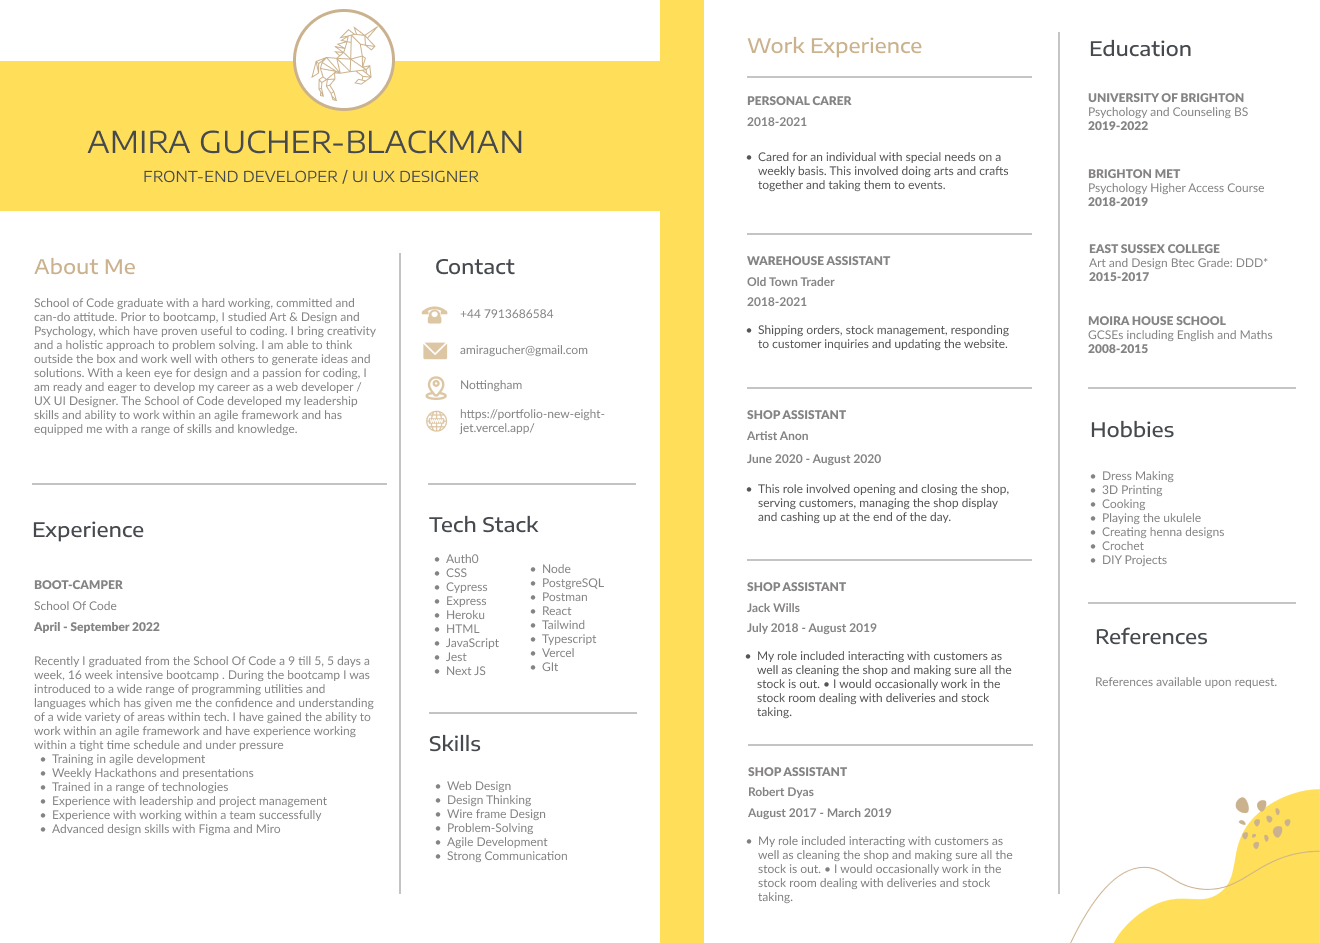 AMIRA GUCHER-BLACKMAN
FRONT-END DEVELOPER / UI UX DESIGNER
About Me
School of Code graduate with a hard working, committed and
can-do attitude. Prior to bootcamp, I studied Art & Design and
Psychology, which have proven useful to coding. I bring creativity
and a holistic approach to problem solving. I am able to think
outside the box and work well with others to generate ideas and
solutions. With a keen eye for design and a passion for coding, I
am ready and eager to develop my career as a web developer /
UX UI Designer. The School of Code developed my leadership
skills and ability to work within an agile framework and has
equipped me with a range of skills and knowledge.
Experience
BOOT-CAMPER
School Of Code
April - September 2022
Recently I graduated from the School Of Code a 9 till 5, 5 days a
week, 16 week intensive bootcamp . During the bootcamp I was
introduced to a wide range of programming utilities and
languages which has given me the confidence and understanding
of a wide variety of areas within tech. I have gained the ability to
work within an agile framework and have experience working
within a tight time schedule and under pressure
• Training in agile development
• Weekly Hackathons and presentations
• Trained in a range of technologies
• Experience with leadership and project management
• Experience with working within a team successfully
• Advanced design skills with Figma and Miro
Contact
+44 7913686584
amiragucher@gmail.com
Nottingham
https://portfolio-new-eight-
jet.vercel.app/
Tech Stack
• Auth0
• CSS
• Cypress
• Express
• Heroku
• HTML
• JavaScript
• Jest
• Next JS
• Node
• PostgreSQL
• Postman
• React
• Tailwind
• Typescript
• Vercel
• GIt
Skills
• Web Design
• Design Thinking
• Wire frame Design
• Problem-Solving
• Agile Development
• Strong Communication
Work Experience
PERSONAL CARER
2018-2021
• Cared for an individual with special needs on a
weekly basis. This involved doing arts and crafts
together and taking them to events.
WAREHOUSE ASSISTANT
Old Town Trader
2018-2021
• Shipping orders, stock management, responding
to customer inquiries and updating the website.
SHOP ASSISTANT
Artist Anon
June 2020 - August 2020
• This role involved opening and closing the shop,
serving customers, managing the shop display
and cashing up at the end of the day.
SHOP ASSISTANT
Jack Wills
July 2018 - August 2019
• My role included interacting with customers as
well as cleaning the shop and making sure all the
stock is out. • I would occasionally work in the
stock room dealing with deliveries and stock
taking.
SHOP ASSISTANT
Robert Dyas
August 2017 - March 2019
• My role included interacting with customers as
well as cleaning the shop and making sure all the
stock is out. • I would occasionally work in the
stock room dealing with deliveries and stock
taking.
Education
UNIVERSITY OF BRIGHTON
Psychology and Counseling BS
2019-2022
BRIGHTON MET
Psychology Higher Access Course
2018-2019
EAST SUSSEX COLLEGE
Art and Design Btec Grade: DDD*
2015-2017
MOIRA HOUSE SCHOOL
GCSEs including English and Maths
2008-2015
Hobbies
• Dress Making
• 3D Printing
• Cooking
• Playing the ukulele
• Creating henna designs
• Crochet
• DIY Projects
References
References available upon request.